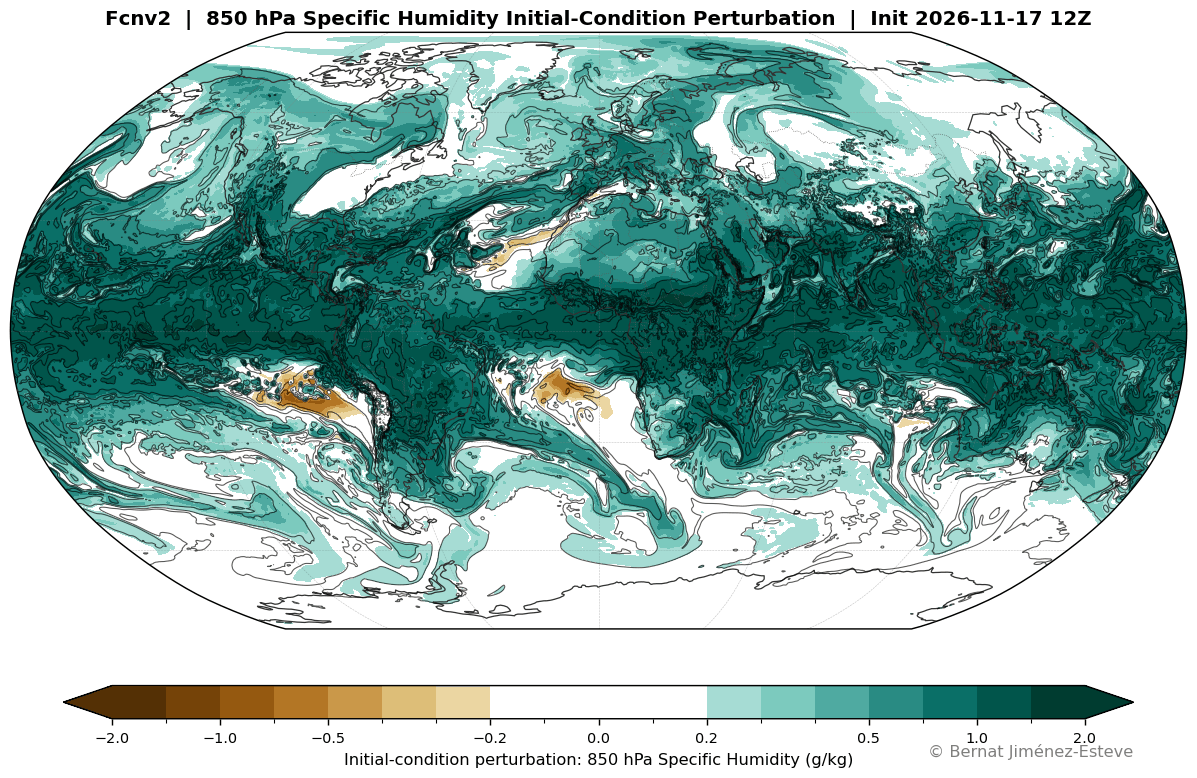 Fcnv2 | 850 hPa Specific Humidity Initial-Condition Perturbation | Init 2026-11-17 12Z
−2.0 −1.0 −0.5 −0.2 0.0 0.2 0.5 1.0 2.0
© Bernat Jiménez-Esteve
Initial-condition perturbation: 850 hPa Specific Humidity (g/kg)